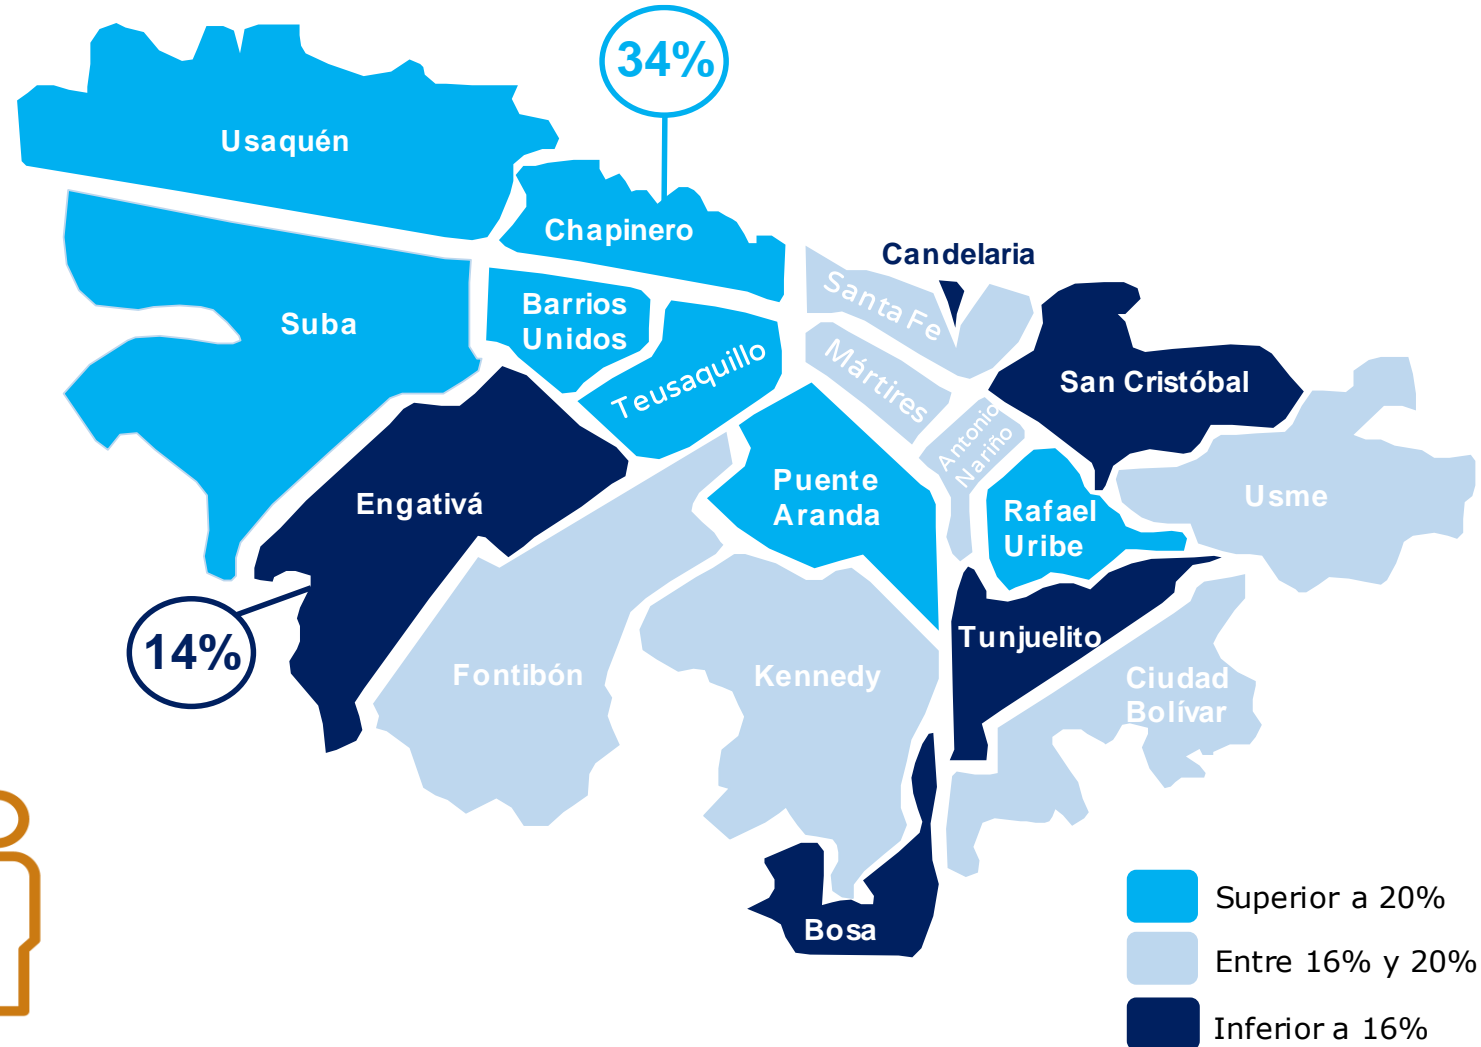 34%
Usaquén
Chapinero
Candelaria
Santa Fe
Barrios
Unidos
Suba
Teusaquillo
Mártires
San Cristóbal
Antonio
Nariño
Puente
Aranda
Engativá
Rafael
Uribe
Usme
14%
Tunjuelito
Fontibón
Kennedy
Ciudad
Bolívar
Bosa
Superior a 20%
Entre 16% y 20%
Inferior a 16%